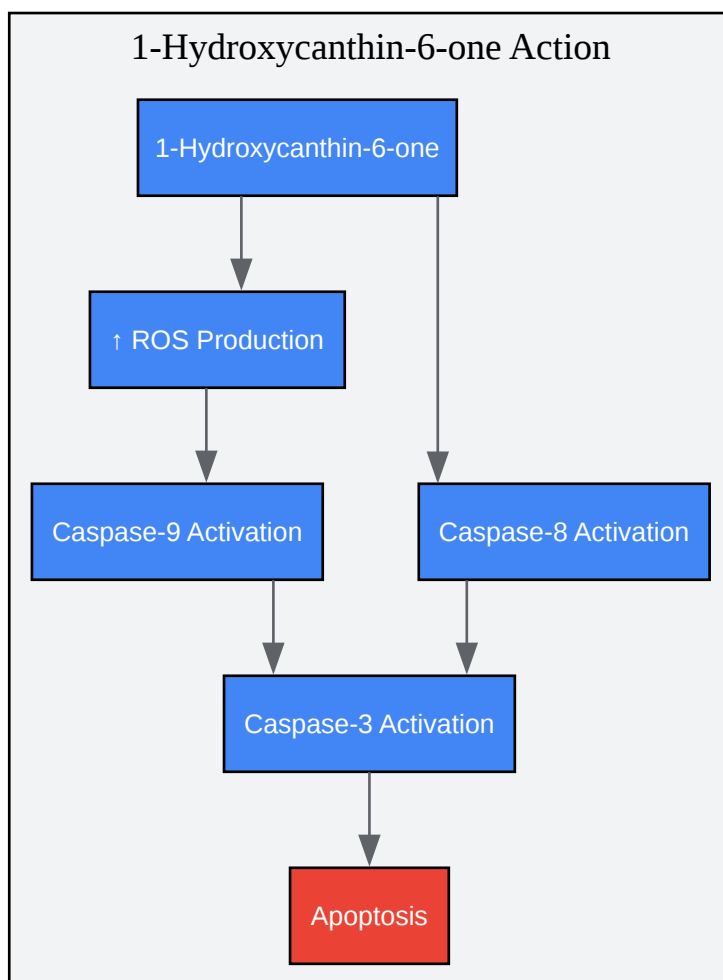 1-Hydroxycanthin-6-one Action
1-Hydroxycanthin-6-one
↑ ROS Production
Caspase-9 Activation
Caspase-8 Activation
Caspase-3 Activation
Apoptosis